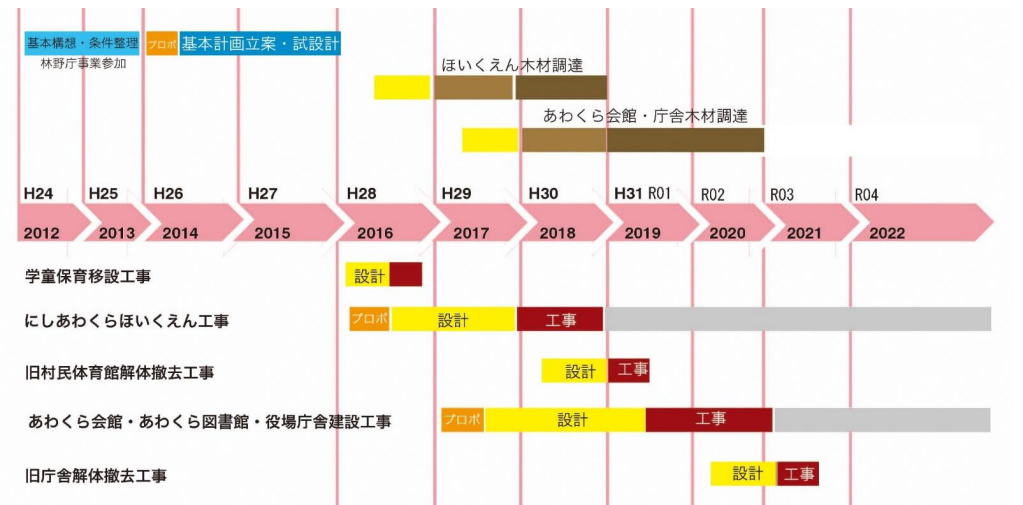 基本構想・条件整理
プロポ 基本計画立案・試設計
林野庁事業参加
ほいくえん木材調達
あわくら会館・庁舎木材調達
H24 H25 H26 H27 H28 H29 H30 H31 R01 R02 R03 R04
2012 2013 2014 2015 2016 2017 2018 2019 2020 2021 2022
学童保育移設工事 設計
にしあわくらほいくえん工事 プロポ 設計 工事
旧村民体育館解体撤去工事 設計 工事
あわくら会館・あわくら図書館・役場庁舎建設工事 プロポ 設計 工事
旧庁舎解体撤去工事 設計 工事